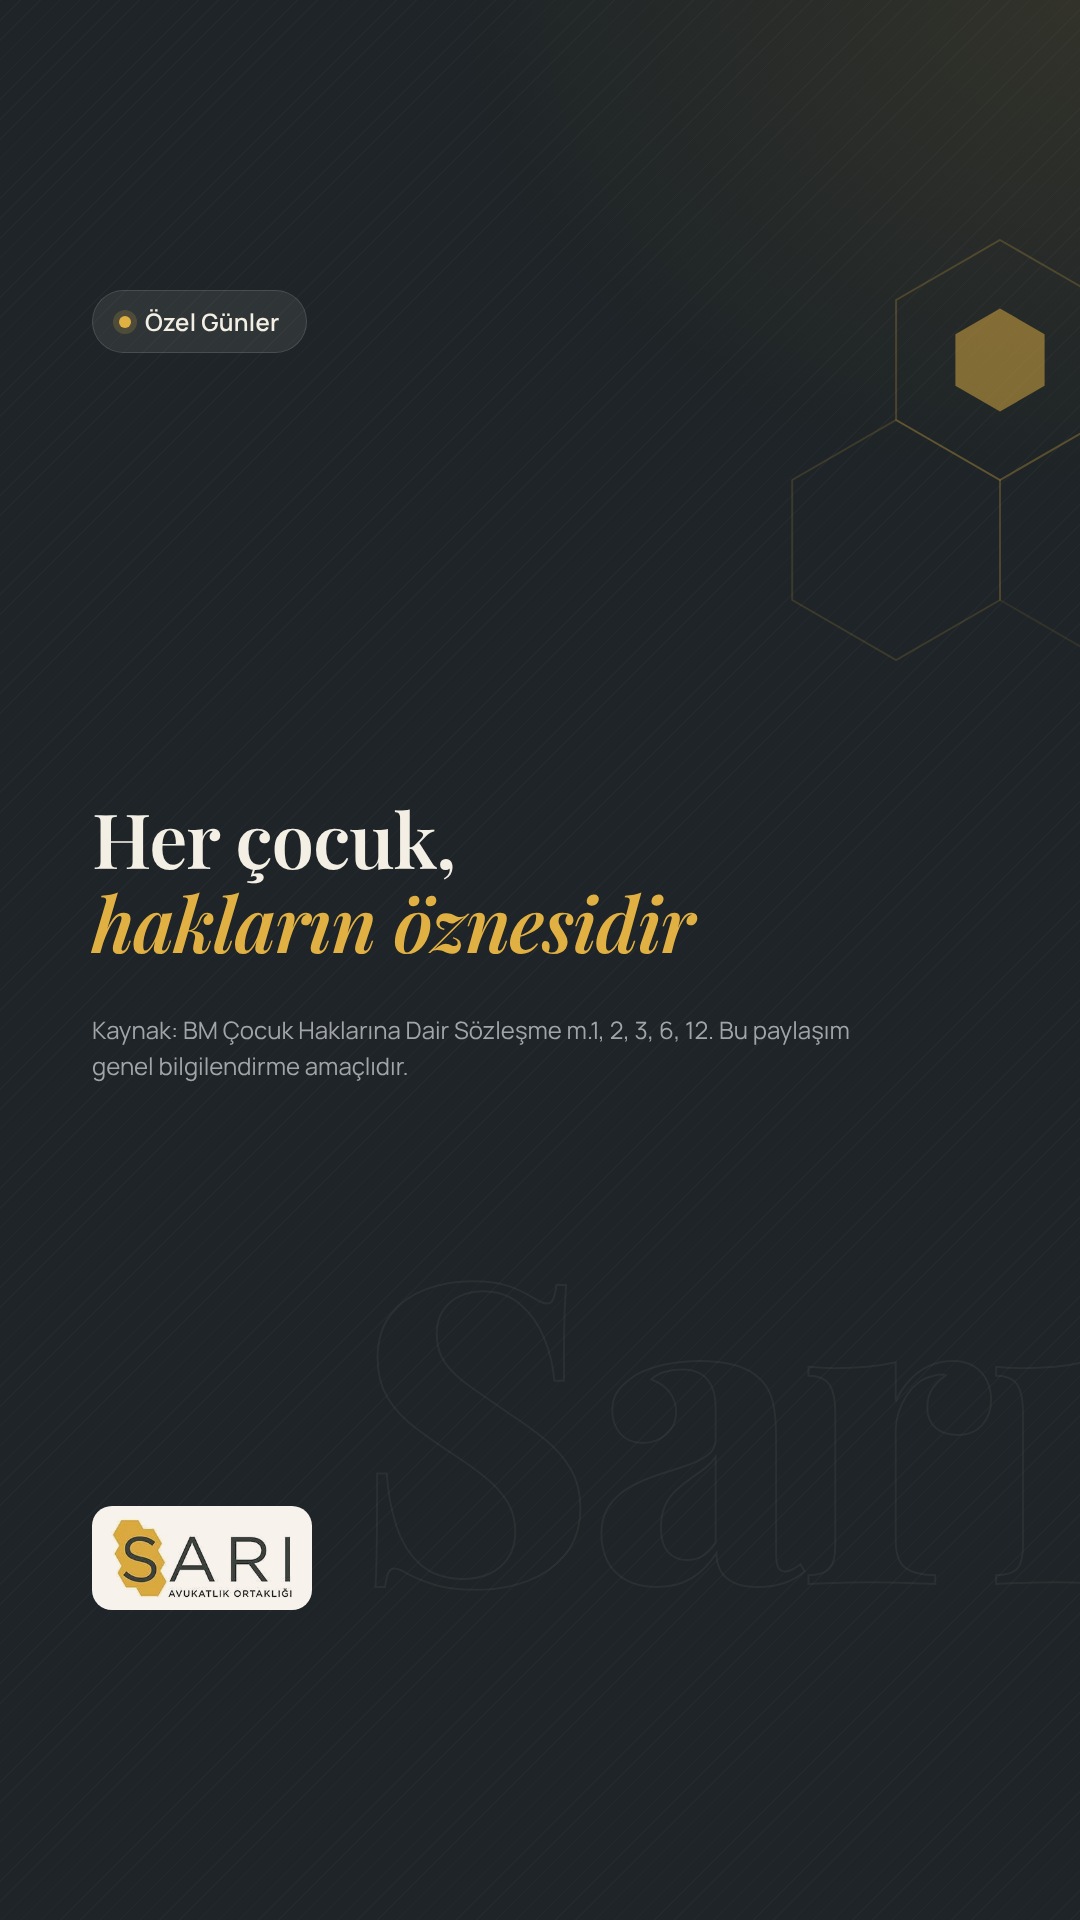 Özel Günler
Her çocuk,
hakların öznesidir
Kaynak: BM Çocuk Haklarına Dair Sözleşme m.1, 2, 3, 6, 12. Bu paylaşım
genel bilgilendirme amaçlıdır.
Sarı
SARI
AVUKATLIK ORTAKLIĞI